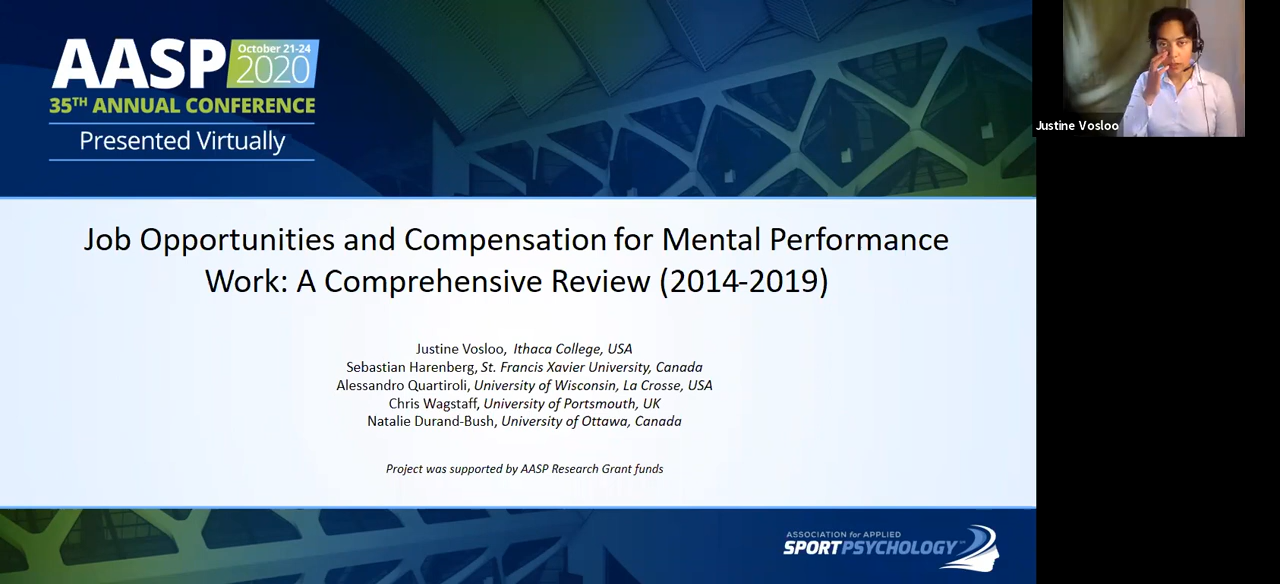 AASP
October 21-24
2020
35TH ANNUAL CONFERENCE
Presented Virtually
Justine Vosloo
Job Opportunities and Compensation for Mental Performance
Work: A Comprehensive Review (2014-2019)
Justine Vosloo, Ithaca College, USA
Sebastian Harenberg, St. Francis Xavier University, Canada
Alessandro Quartiroli, University of Wisconsin, La Crosse, USA
Chris Wagstaff, University of Portsmouth, UK
Natalie Durand-Bush, University of Ottawa, Canada
Project was supported by AASP Research Grant funds
ASSOCIATION for APPLIED
SPORTPSYCHOLOGY